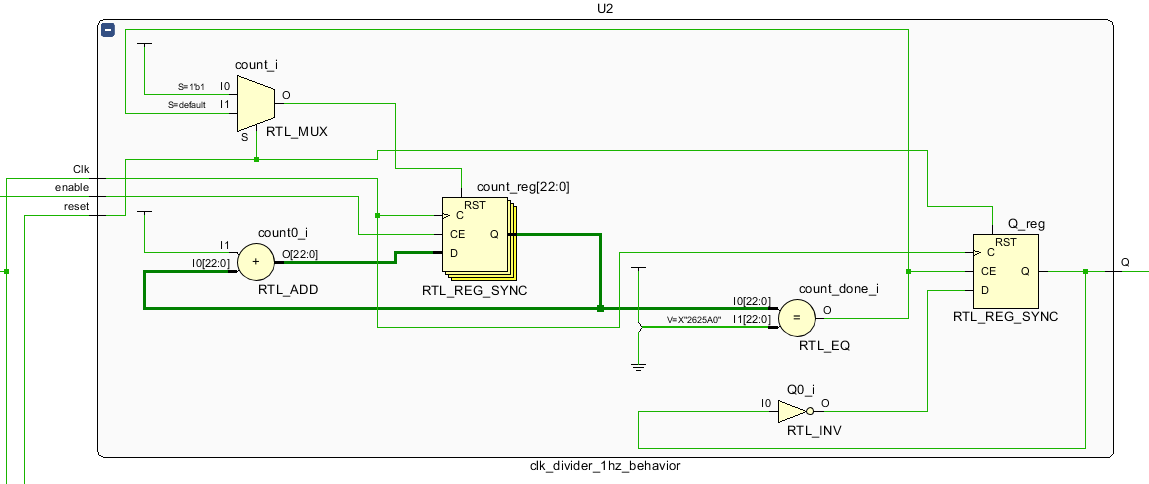 U2
count_i
S=1'b1 I0
S=default I1
O
S
RTL_MUX
Clk
enable
reset
count_reg[22:0]
RST
C
CE
D
Q
RTL_REG_SYNC
count0_i
I1
I0[22:0]
+
O[22:0]
RTL_ADD
count_done_i
I0[22:0]
V=X"2625A0" I1[22:0]
=
O
RTL_EQ
Q_reg
RST
C
CE
D
Q
RTL_REG_SYNC
Q
Q0_i
I0
O
RTL_INV
clk_divider_1hz_behavior